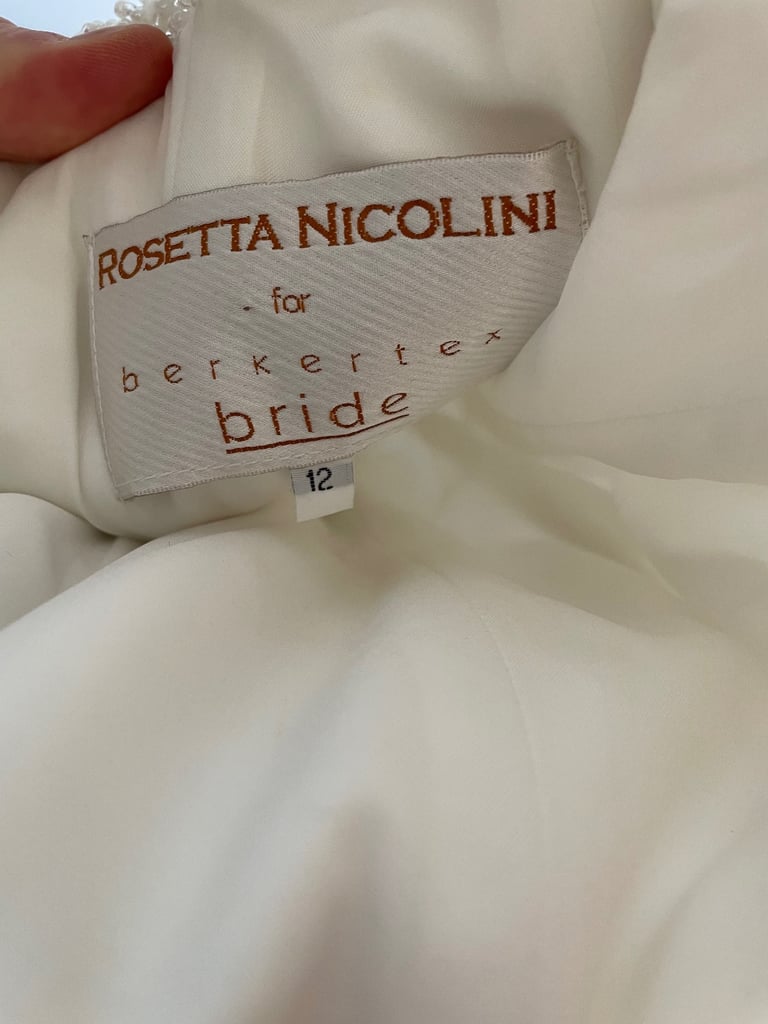 ROSETTA NICOLINI
for
berkertex
bride
12